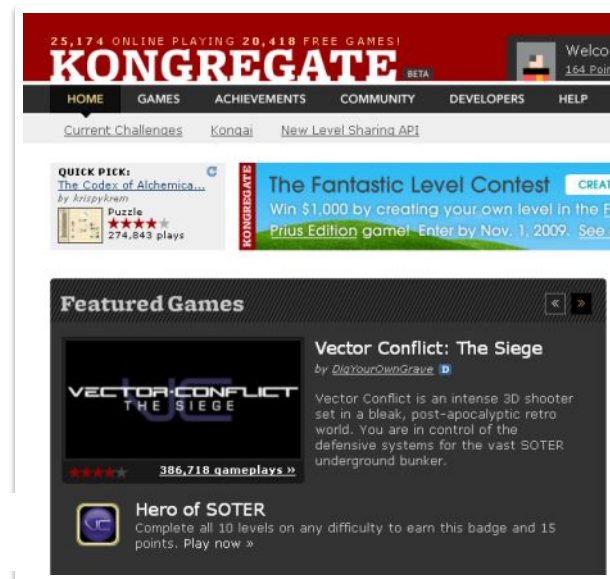 25,174 ONLINE PLAYING 20,418 FREE GAMES!
KONGREGATE BETA
Welco
164 Poin
HOME GAMES ACHIEVEMENTS COMMUNITY DEVELOPERS HELP
Current Challenges Kongai New Level Sharing API
QUICK PICK:
The Codex of Alchemica...
by krispykrem
Puzzle
274,843 plays
KONGREGATE
The Fantastic Level Contest CREAT
Win $1,000 by creating your own level in the F
Prius Edition game! Enter by Nov. 1, 2009. See
Featured Games « »
VECTOR CONFLICT
THE SIEGE
386,718 gameplays »
Vector Conflict: The Siege
by DigYourOwnGrave D
Vector Conflict is an intense 3D shooter
set in a bleak, post-apocalyptic retro
world. You are in control of the
defensive systems for the vast SOTER
underground bunker.
Hero of SOTER
Complete all 10 levels on any difficulty to earn this badge and 15
points. Play now »